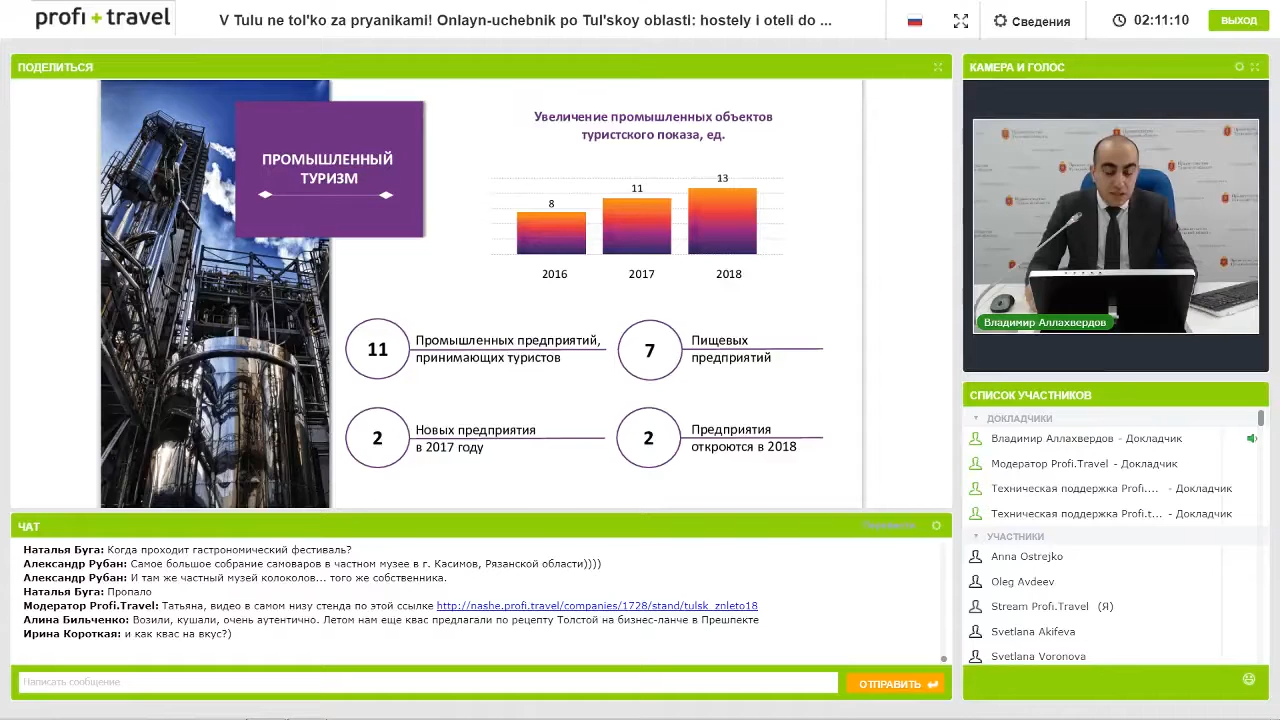 profi+travel
V Tulu ne tol'ko za pryanikami! Onlayn-uchebnik po Tul'skoy oblasti: hostely i oteli do ...
Сведения
02:11:10
ВЫХОД
ПОДЕЛИТЬСЯ
ПРОМЫШЛЕННЫЙ
ТУРИЗМ
Увеличение промышленных объектов
туристского показа, ед.
8
11
13
2016
2017
2018
11
Промышленных предприятий,
принимающих туристов
7
Пищевых
предприятий
2
Новых предприятия
в 2017 году
2
Предприятия
откроются в 2018
ЧАТ
Наталья Буга: Когда проходит гастрономический фестиваль?
Александр Рубан: Самое большое собрание самоваров в частном музее в г. Касимов, Рязанской области))))
Александр Рубан: И там же частный музей колоколов... того же собственника.
Наталья Буга: Пропало
Модератор Profi.Travel: Татьяна, видео в самом низу стенда по этой ссылке http://nashe.profi.travel/companies/1728/stand/tulsk_znleto18
Алина Бильченко: Возили, кушали, очень аутентично. Летом нам еще квас предлагали по рецепту Толстой на бизнес-ланче в Прешпекте
Ирина Короткая: и как квас на вкус?)
Написать сообщение
ОТПРАВИТЬ
КАМЕРА И ГОЛОС
Владимир Аллахвердов
СПИСОК УЧАСТНИКОВ
ДОКЛАДЧИКИ
Владимир Аллахвердов - Докладчик
Модератор Profi.Travel - Докладчик
Техническая поддержка Profi.... - Докладчик
Техническая поддержка Profi.t... - Докладчик
УЧАСТНИКИ
Anna Ostrejko
Oleg Avdeev
Stream Profi.Travel (Я)
Svetlana Akifeva
Svetlana Voronova